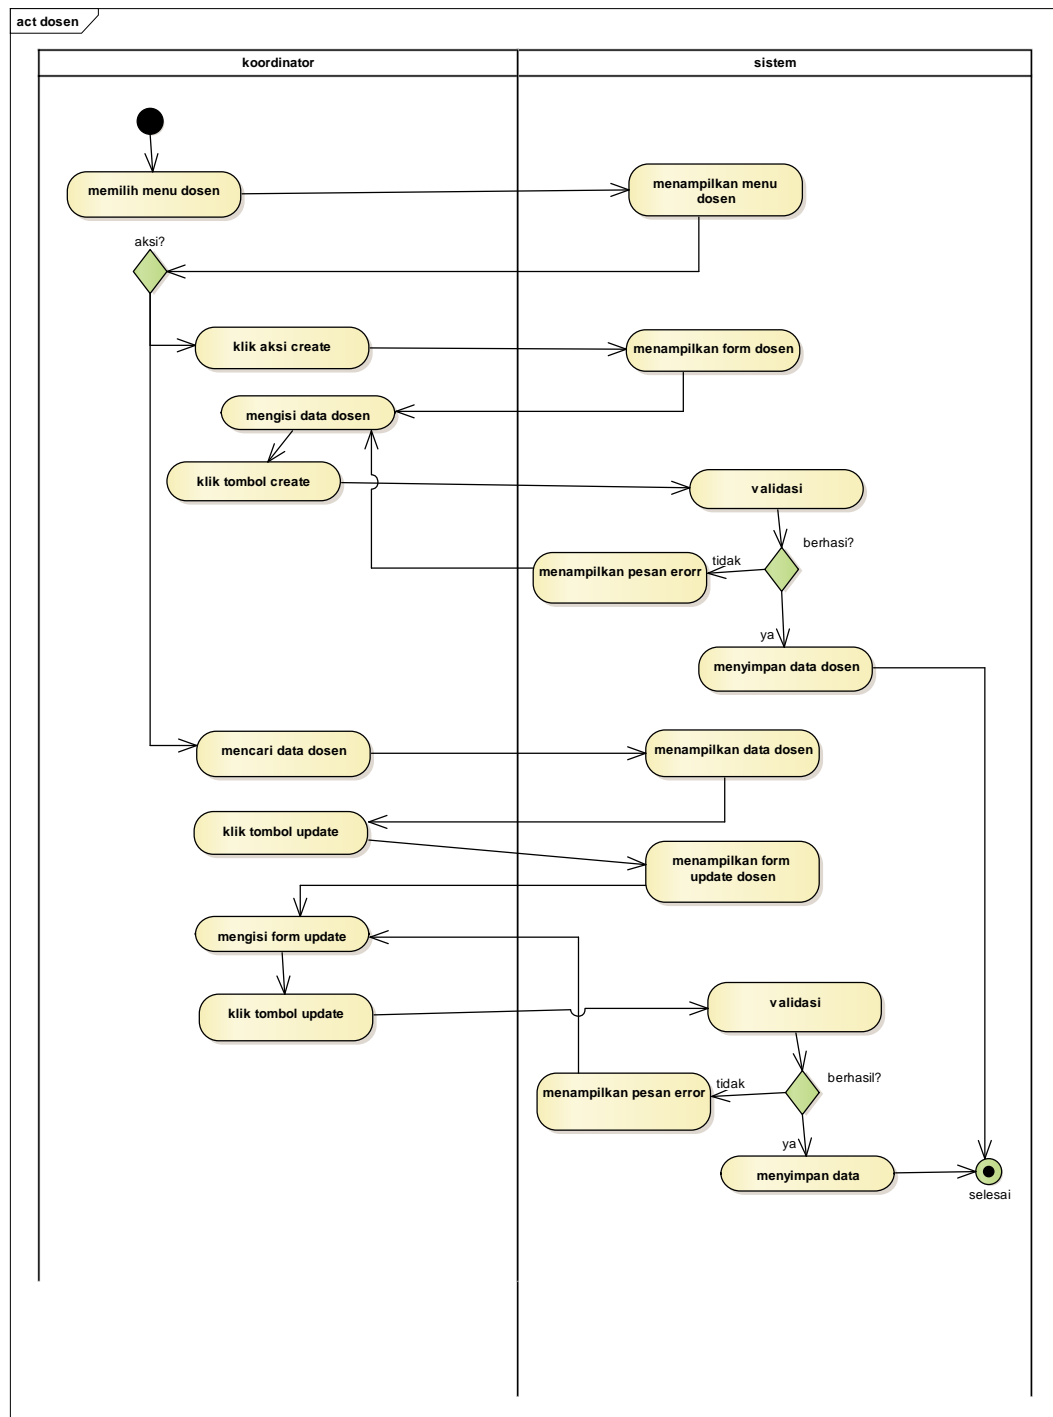 act dosen
koordinator
sistem
memilih menu dosen
menampilkan menu
dosen
aksi?
klik aksi create
menampilkan form dosen
mengisi data dosen
klik tombol create
validasi
berhasi?
tidak
menampilkan pesan erorr
ya
menyimpan data dosen
mencari data dosen
menampilkan data dosen
klik tombol update
menampilkan form
update dosen
mengisi form update
klik tombol update
validasi
berhasil?
tidak
menampilkan pesan error
ya
menyimpan data
selesai